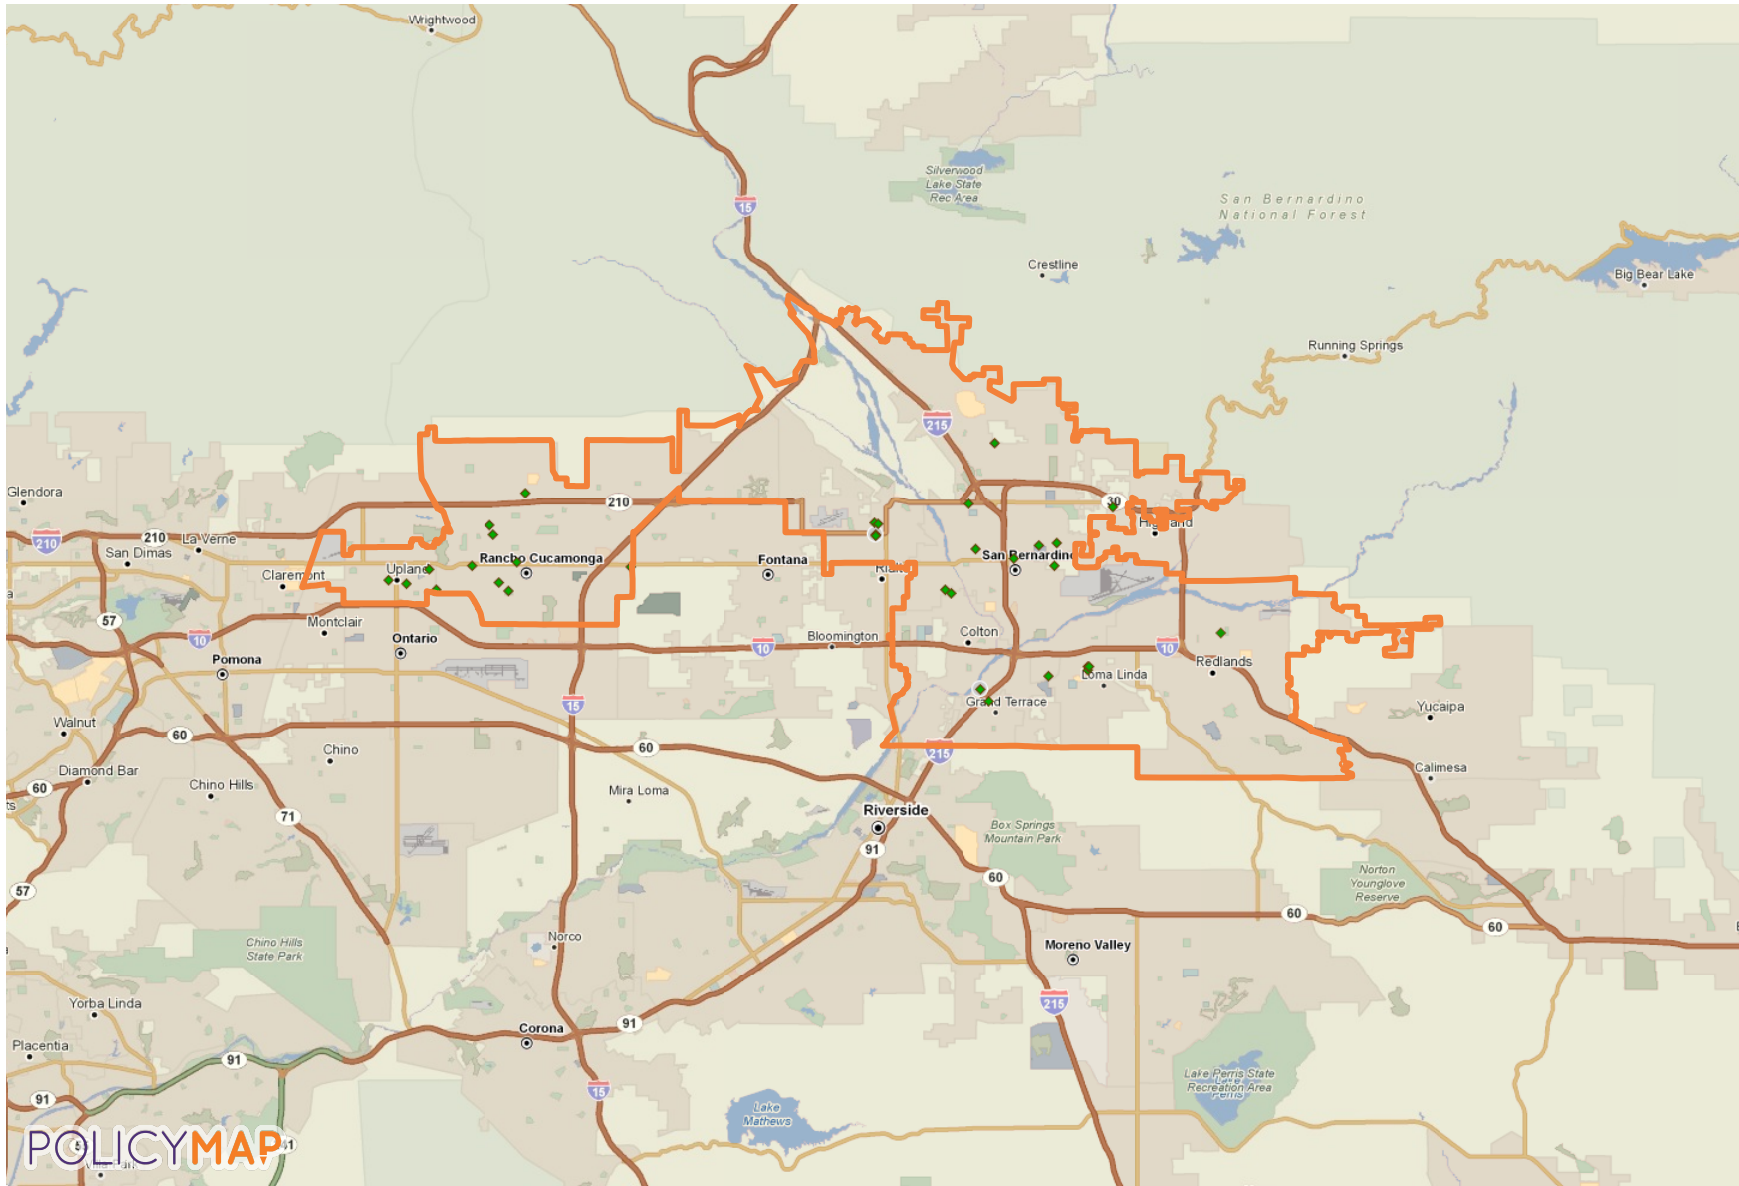 Wrightwood
Silverwood
Lake State
Rec Area
15
San Bernardino
National Forest
Crestline
Big Bear Lake
Running Springs
215
Glendora
210
30
Highland
210
210
La Verne
San Dimas
Rancho Cucamonga
Fontana
San Bernardino
Claremont
Upland
57
Montclair
10
Ontario
Bloomington
10
Colton
10
Pomona
Redlands
Loma Linda
15
Grand Terrace
Walnut
60
Chino
60
215
Yucaipa
Diamond Bar
60
Chino Hills
Mira Loma
Calimesa
71
Riverside
Box Springs
Mountain Park
91
57
60
Norton
Younglove
Reserve
60
60
Chino Hills
State Park
Norco
Moreno Valley
215
Yorba Linda
91
Corona
Placentia
91
15
91
Lake Perris State
Recreation Area
Perris
Lake
Mathews
POLICYMAP